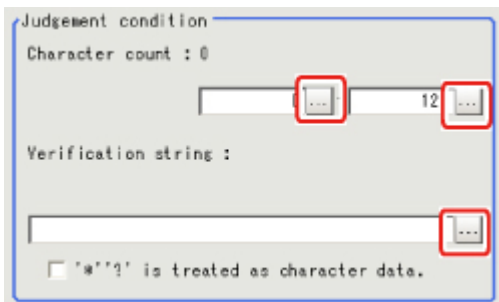 Judgement condition
Character count : 0
... 12 ...
Verification string :
...
'*''?' is treated as character data.